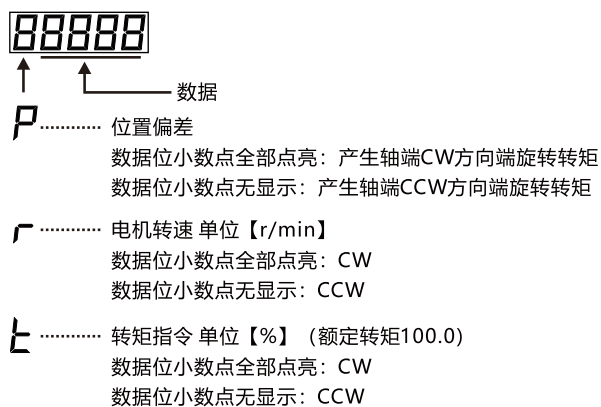 88888
数据
P ············ 位置偏差
数据位小数点全部点亮：产生轴端CW方向端旋转转矩
数据位小数点无显示：产生轴端CCW方向端旋转转矩
r ············ 电机转速 单位【r/min】
数据位小数点全部点亮：CW
数据位小数点无显示：CCW
t ············ 转矩指令 单位【%】（额定转矩100.0）
数据位小数点全部点亮：CW
数据位小数点无显示：CCW